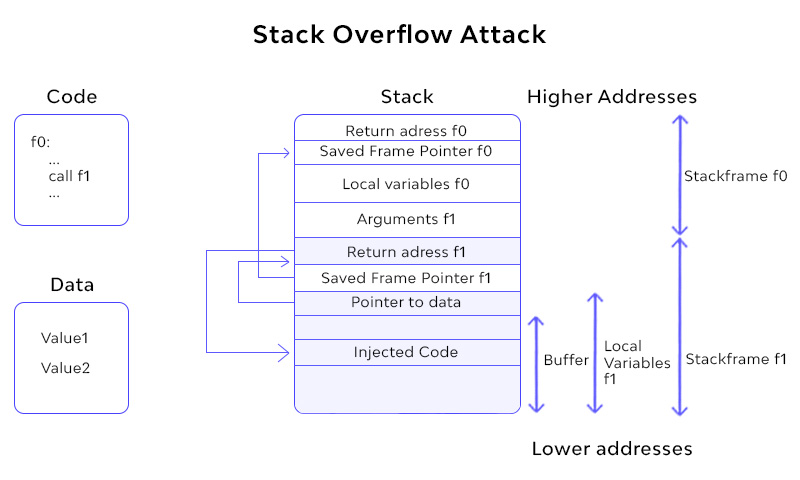 Stack Overflow Attack
Code
f0:
...
call f1
...
Data
Value1
Value2
Stack
Return adress f0
Saved Frame Pointer f0
Local variables f0
Arguments f1
Return adress f1
Saved Frame Pointer f1
Pointer to data
Injected Code
Higher Addresses
Stackframe f0
Buffer
Local
Variables
f1
Stackframe f1
Lower addresses